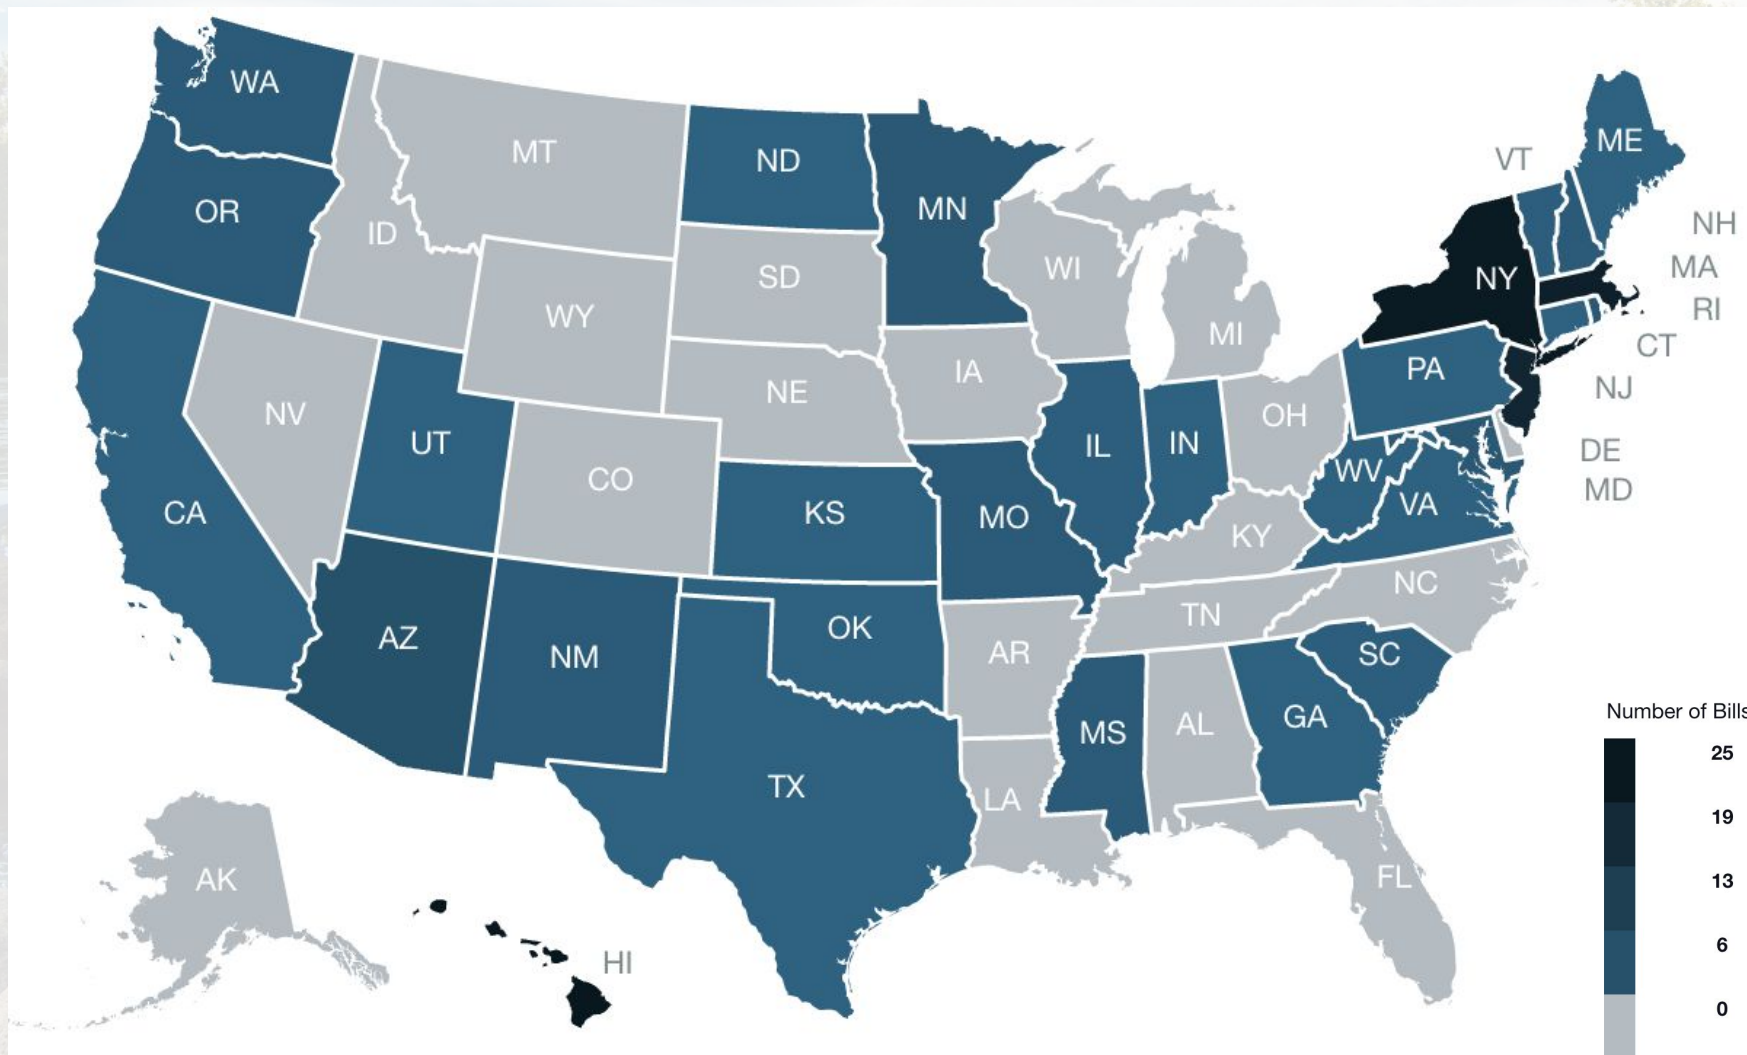 WA
MT
ND
MN
ME
VT
OR
ID
SD
WI
NH
MA
NY
RI
WY
MI
CT
IA
PA
NE
NJ
NV
UT
OH
IL
IN
DE
WV
CO
MD
VA
CA
KS
MO
KY
NC
TN
AZ
OK
NM
AR
SC
MS
AL
GA
Number of Bills
25
TX
LA
19
AK
FL
13
HI
6
0